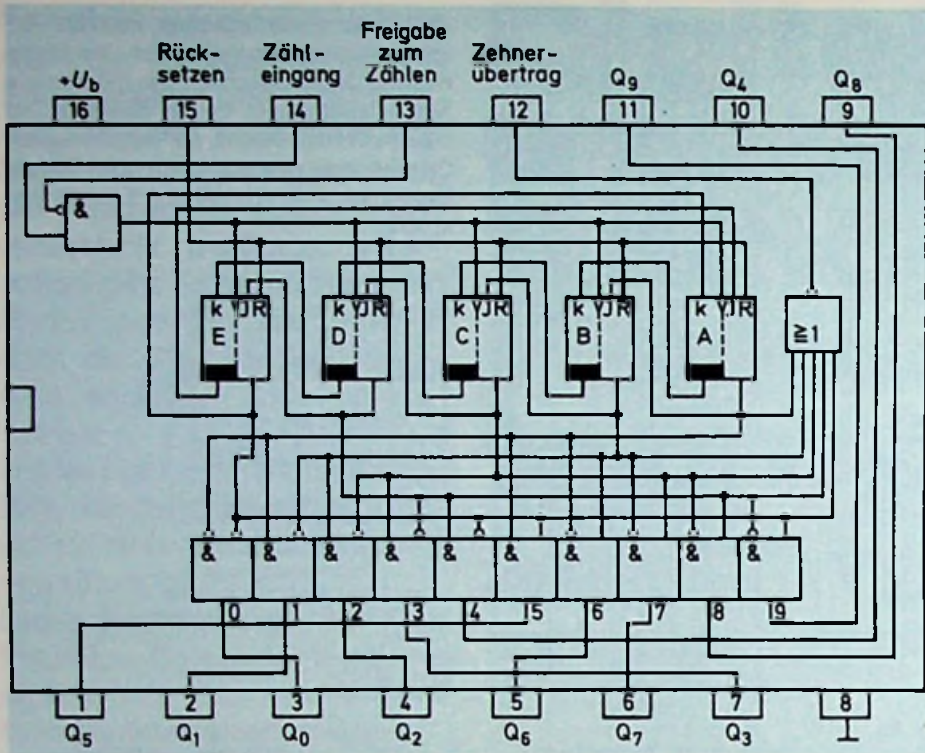 Rück-
setzen
Zähl-
eingang
Freigabe
zum
Zählen
Zehner-
übertrag
+Ub
Q9
Q4
Q8
16 15 14 13 12 11 10 9
&
k J R
E
k J R
D
k J R
C
k J R
B
k J R
A
≧1
& & & & & & & & & &
0 1 2 3 4 5 6 7 8 9
1 2 3 4 5 6 7 8
Q5 Q1 Q0 Q2 Q6 Q7 Q3 ⊥